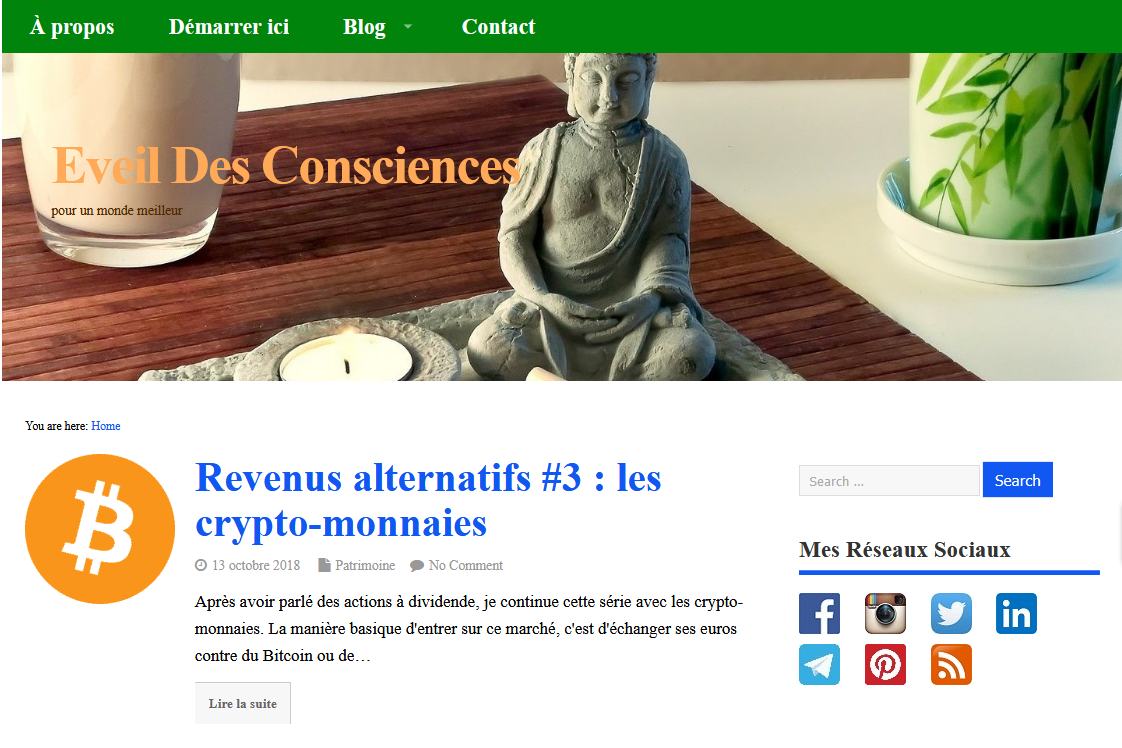 À propos Démarrer ici Blog Contact
Eveil Des Consciences
pour un monde meilleur
You are here: Home
Revenus alternatifs #3 : les
crypto-monnaies
13 octobre 2018 Patrimoine No Comment
Après avoir parlé des actions à dividende, je continue cette série avec les crypto-
monnaies. La manière basique d'entrer sur ce marché, c'est d'échanger ses euros
contre du Bitcoin ou de…
Lire la suite
Search ... Search
Mes Réseaux Sociaux